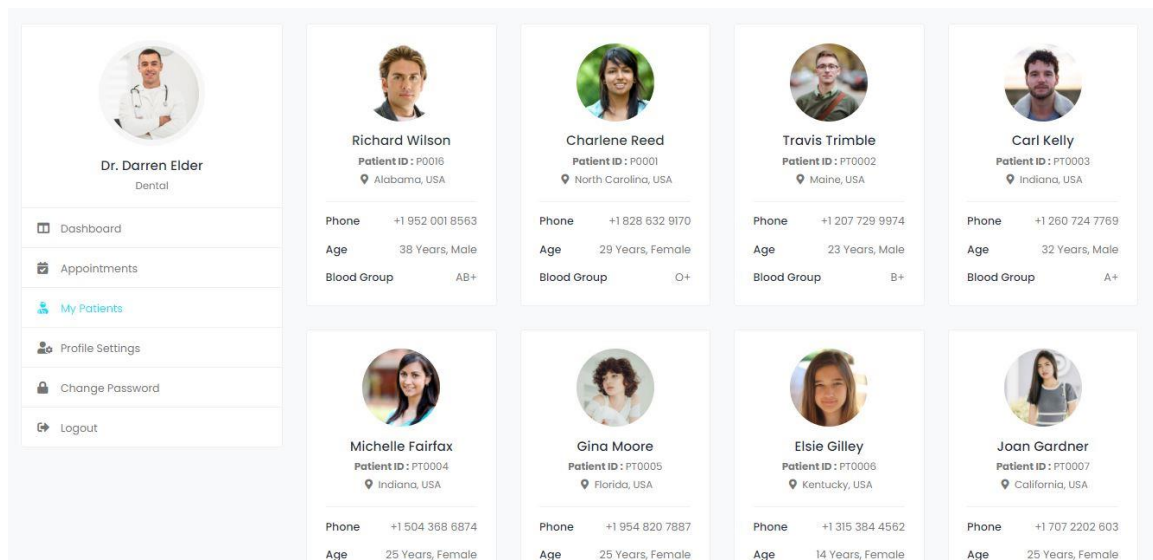 Dr. Darren Elder
Dental
Dashboard
Appointments
My Patients
Profile Settings
Change Password
Logout
Richard Wilson
Patient ID : P0016
Alabama, USA
Phone +1 952 001 8563
Age 38 Years, Male
Blood Group AB+
Charlene Reed
Patient ID : P0001
North Carolina, USA
Phone +1 828 632 9170
Age 29 Years, Female
Blood Group O+
Travis Trimble
Patient ID : PT0002
Maine, USA
Phone +1 207 729 9974
Age 23 Years, Male
Blood Group B+
Carl Kelly
Patient ID : PT0003
Indiana, USA
Phone +1 260 724 7769
Age 32 Years, Male
Blood Group A+
Michelle Fairfax
Patient ID : PT0004
Indiana, USA
Phone +1 504 368 6874
Age 25 Years, Female
Gina Moore
Patient ID : PT0005
Florida, USA
Phone +1 954 820 7887
Age 25 Years, Female
Elsie Gilley
Patient ID : PT0006
Kentucky, USA
Phone +1 315 384 4562
Age 14 Years, Female
Joan Gardner
Patient ID : PT0007
California, USA
Phone +1 707 2202 603
Age 25 Years, Female